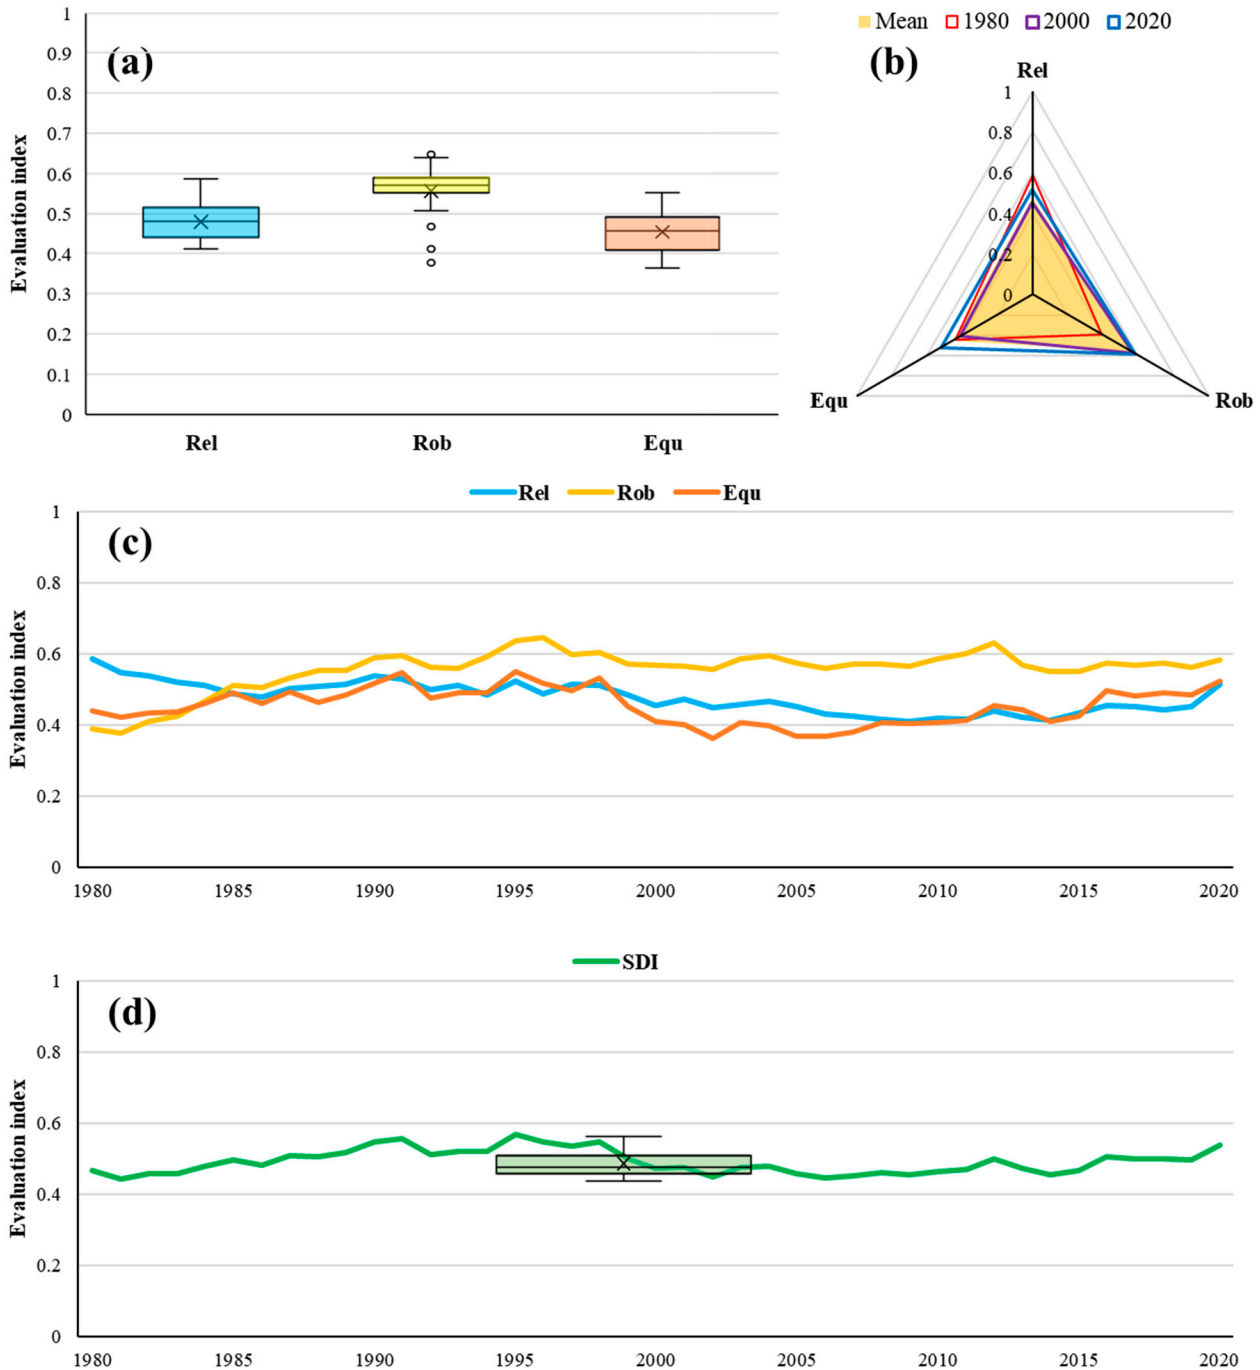 (a)
Evaluation index
1
0.9
0.8
0.7
0.6
0.5
0.4
0.3
0.2
0.1
0
Rel Rob Equ
Mean 1980 2000 2020
(b)
Rel
1
0.8
0.6
0.4
0.2
0
Equ
Rob
Rel Rob Equ
(c)
Evaluation index
1
0.8
0.6
0.4
0.2
0
1980 1985 1990 1995 2000 2005 2010 2015 2020
SDI
(d)
Evaluation index
1
0.8
0.6
0.4
0.2
0
1980 1985 1990 1995 2000 2005 2010 2015 2020